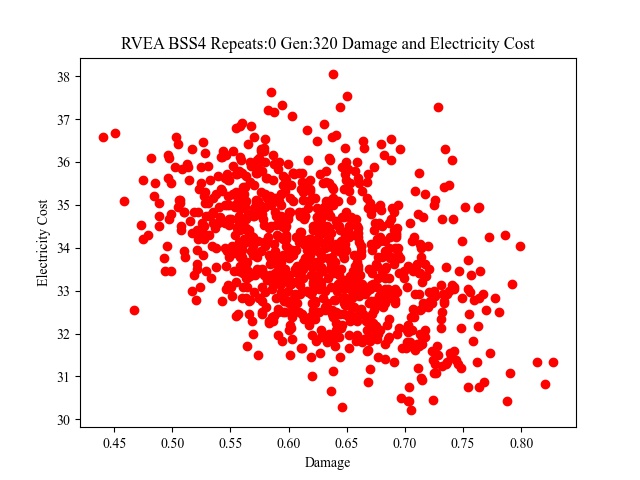 RVEA BSS4 Repeats:0 Gen:320 Damage and Electricity Cost
38
37
36
35
34
33
32
31
30
Electricity Cost
0.45 0.50 0.55 0.60 0.65 0.70 0.75 0.80
Damage